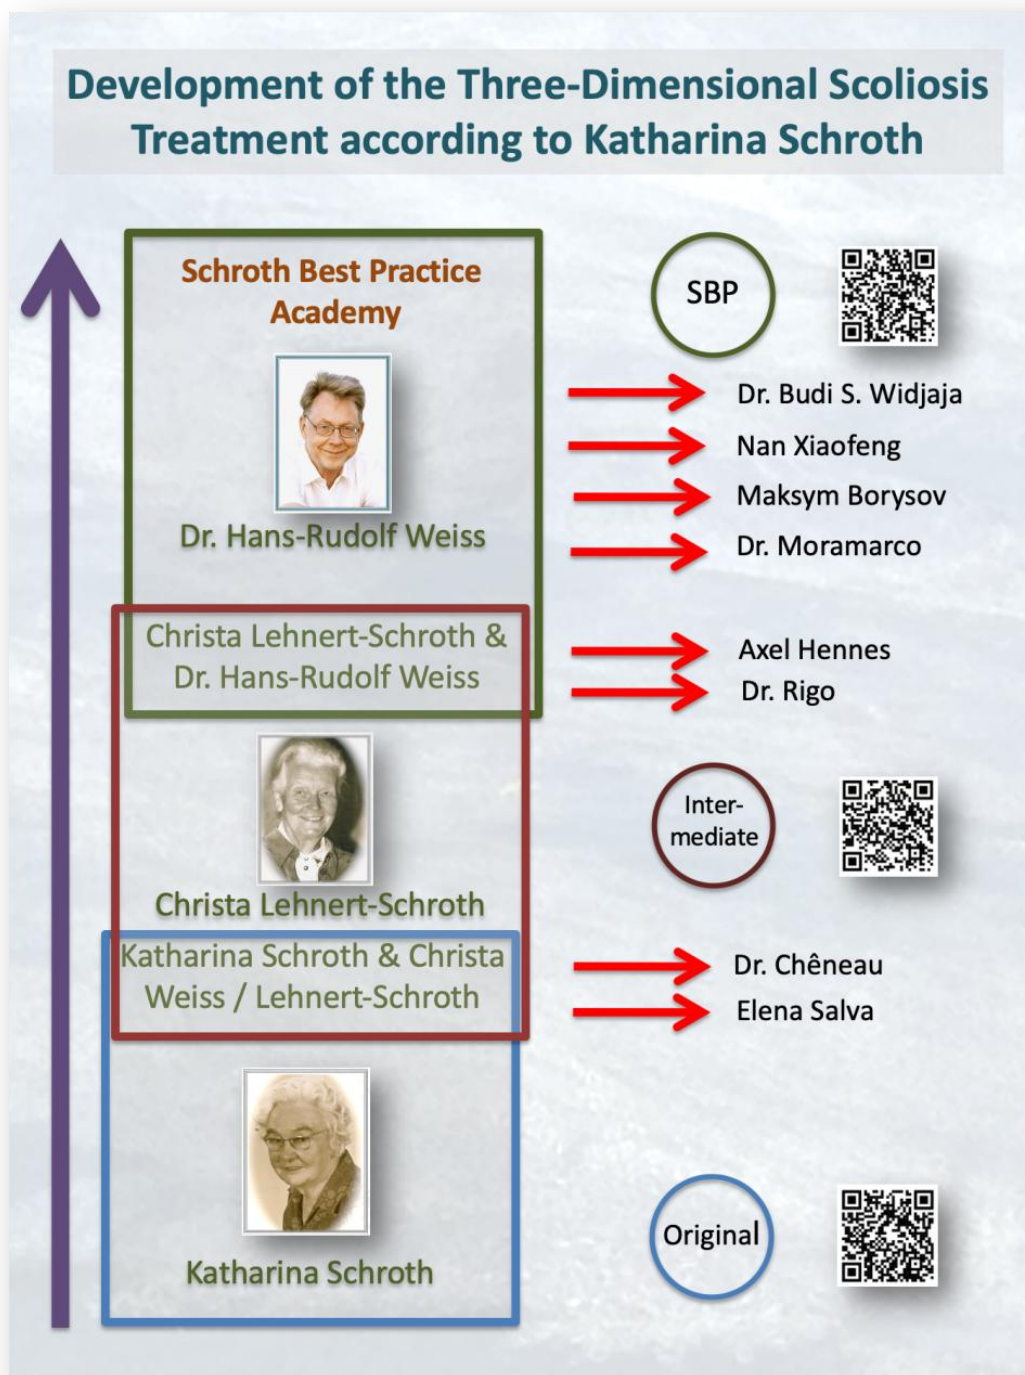 Development of the Three-Dimensional Scoliosis
Treatment according to Katharina Schroth
Schroth Best Practice
Academy
SBP
Dr. Hans-Rudolf Weiss
Dr. Budi S. Widjaja
Nan Xiaofeng
Maksym Borysov
Dr. Moramarco
Christa Lehnert-Schroth &
Dr. Hans-Rudolf Weiss
Axel Hennes
Dr. Rigo
Inter-
mediate
Christa Lehnert-Schroth
Katharina Schroth & Christa
Weiss / Lehnert-Schroth
Dr. Chêneau
Elena Salva
Original
Katharina Schroth